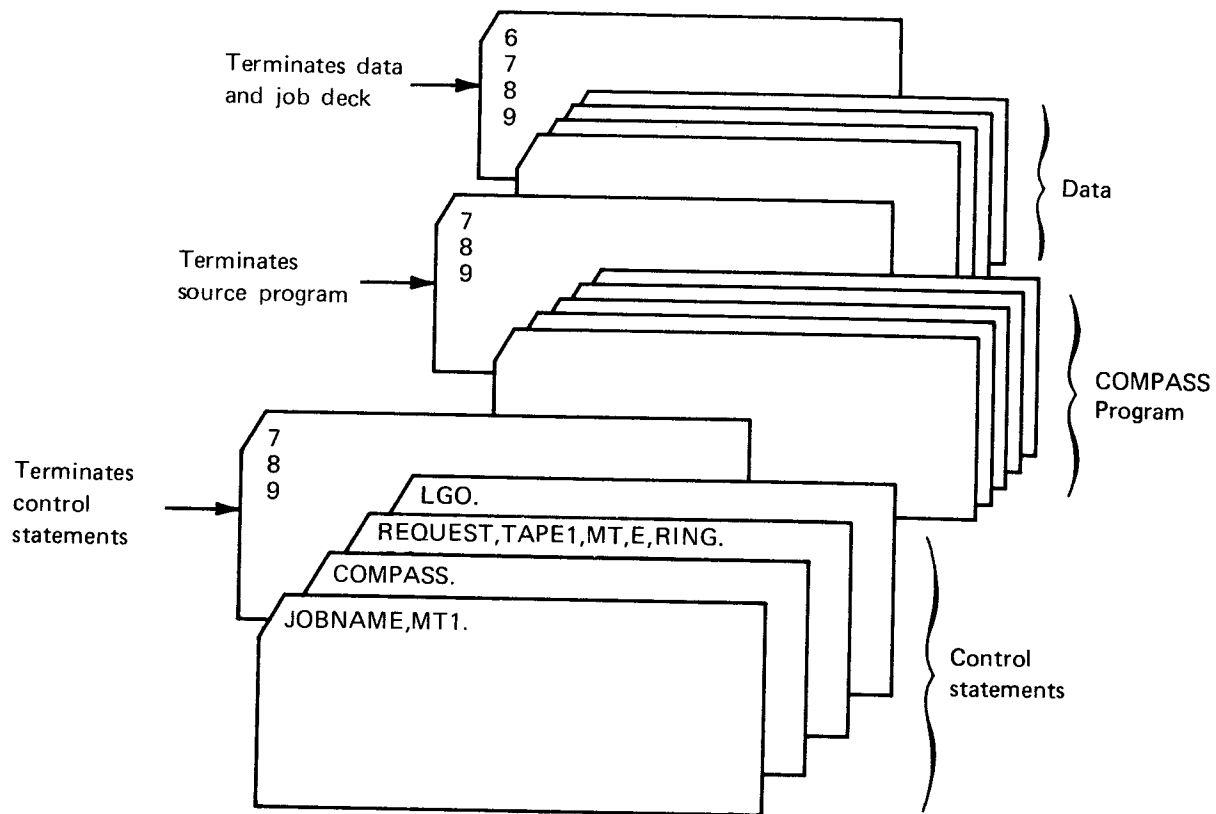 6
7
8
9
Terminates data
and job deck
Data
7
8
9
Terminates
source program
COMPASS
Program
7
8
9
Terminates
control
statements
LGO.
REQUEST,TAPE1,MT,E,RING.
COMPASS.
JOBNAME,MT1.
Control
statements